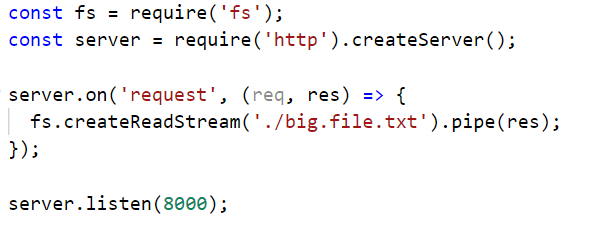 const fs = require('fs');
const server = require('http').createServer();
server.on('request', (req, res) => {
fs.createReadStream('./big.file.txt').pipe(res);
});
server.listen(8000);